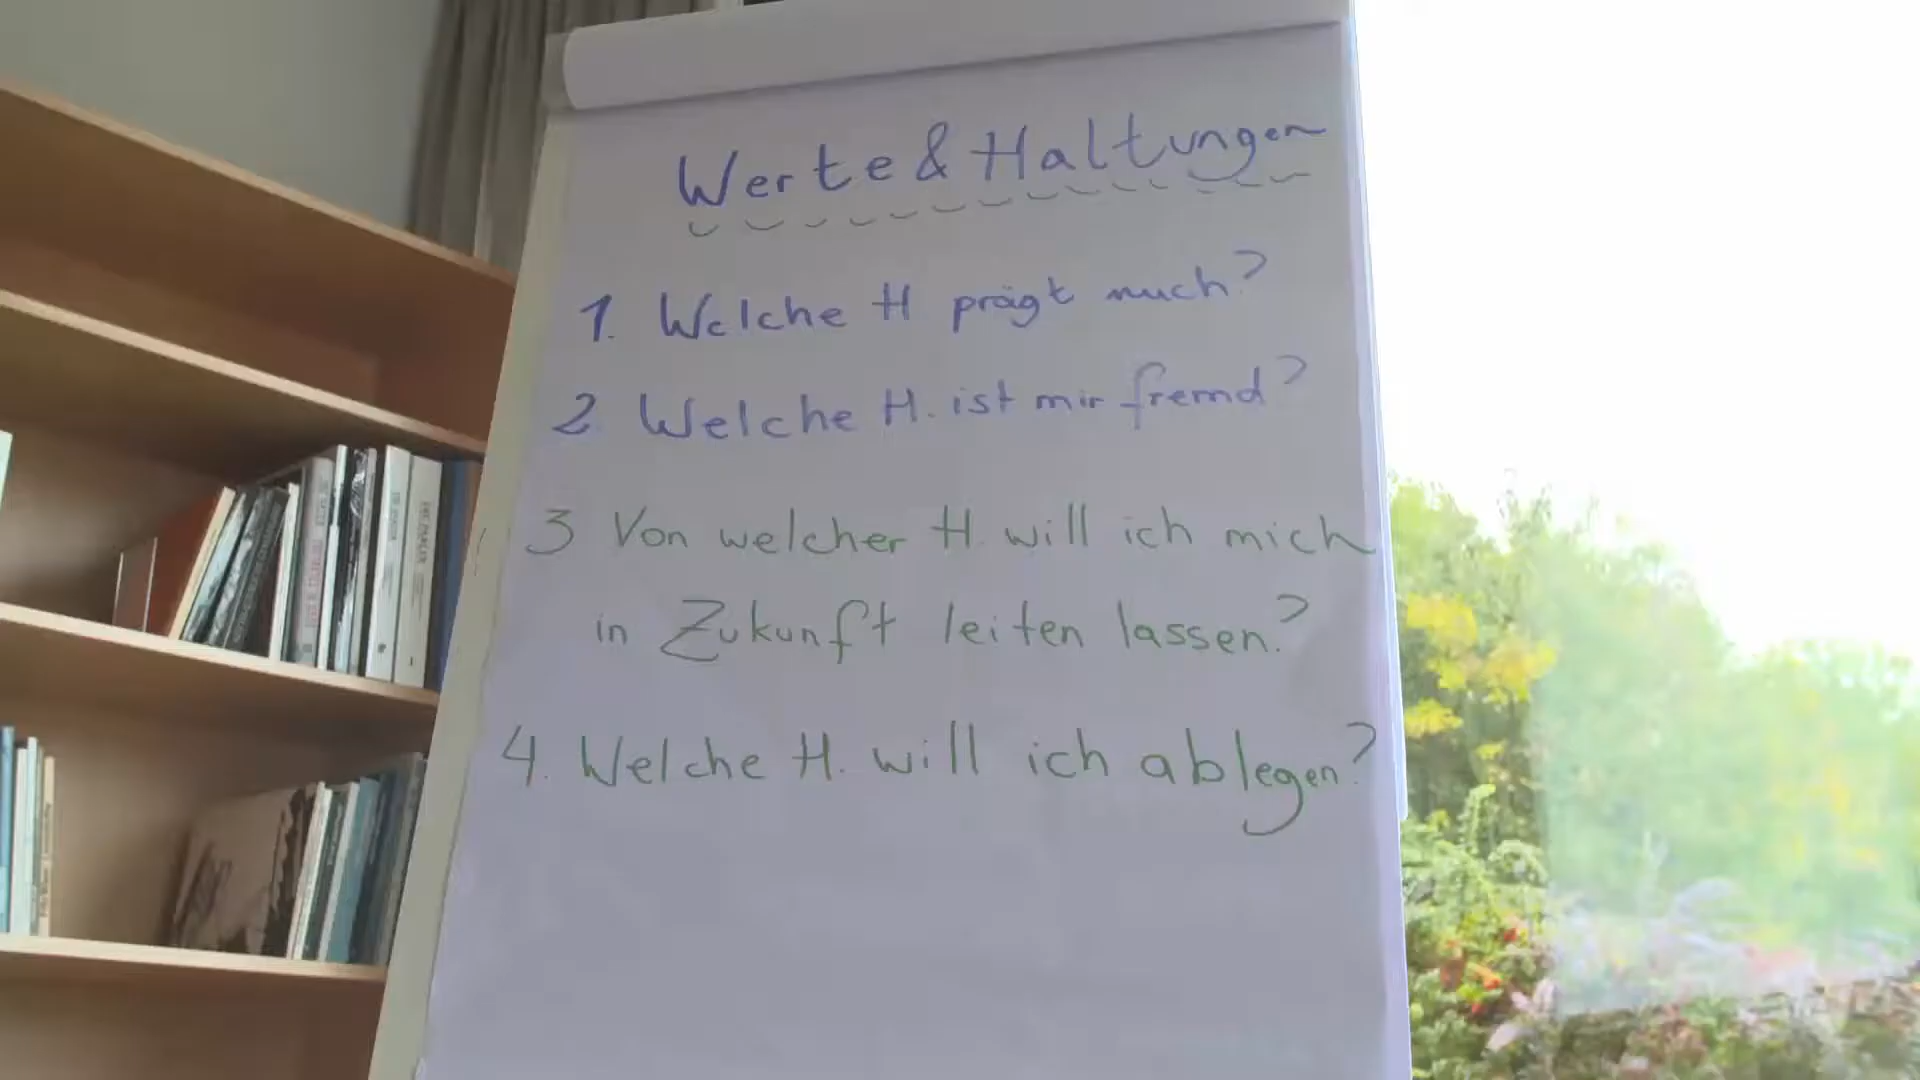 Werte & Haltungen
1. Welche H prägt mich?
2. Welche H. ist mir fremd?
3 Von welcher H. will ich mich
in Zukunft leiten lassen?
4. Welche H. will ich ablegen?